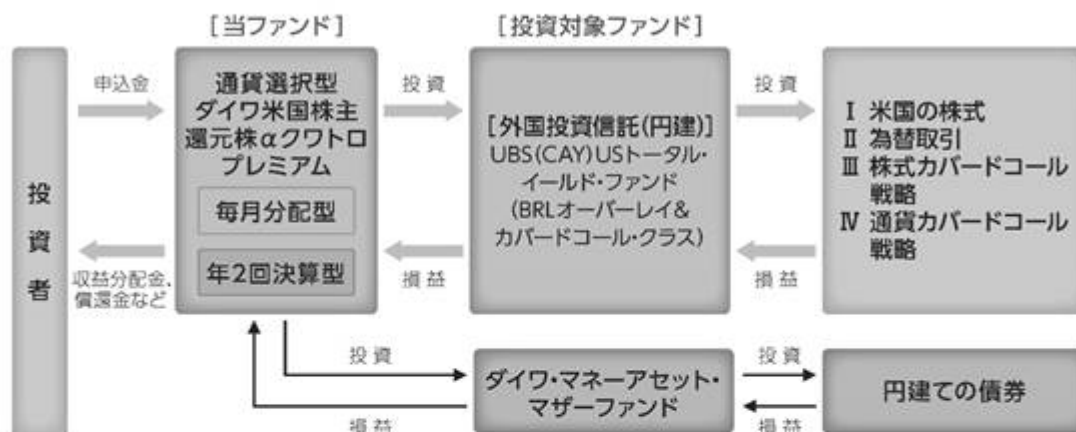 [当ファンド]
[投資対象ファンド]
投資者
申込金
収益分配金、
償還金など
通貨選択型
ダイワ米国株主
還元株αクワトロ
プレミアム
毎月分配型
年2回決算型
投資
損益
[外国投資信託(円建)]
UBS(CAY)USトータル・
イールド・ファンド
(BRLオーバーレイ&
カバードコール・クラス)
投資
損益
Ⅰ 米国の株式
Ⅱ 為替取引
Ⅲ 株式カバードコール
戦略
Ⅳ 通貨カバードコール
戦略
投資
損益
ダイワ・マネーアセット・
マザーファンド
投資
損益
円建ての債券